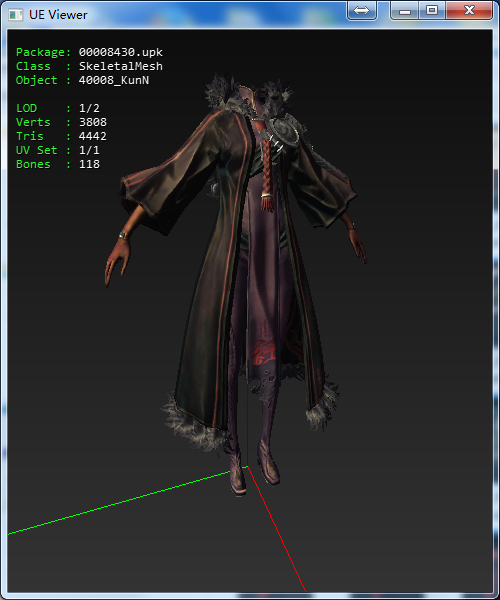 UE Viewer
Package: 00008430.upk
Class : SkeletalMesh
Object : 40008_KunN
LOD : 1/2
Verts : 3808
Tris : 4442
UV Set : 1/1
Bones : 118